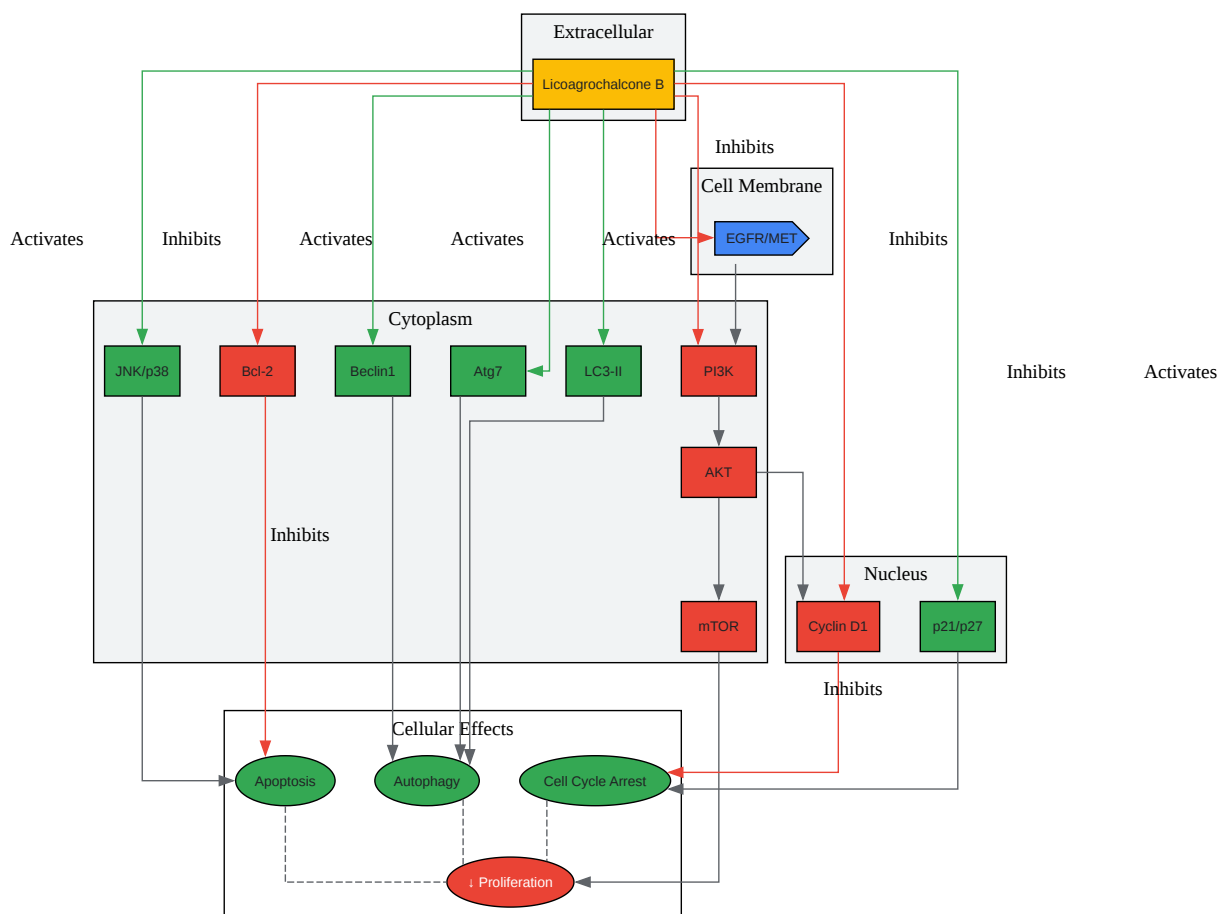 Extracellular
Licoagrochalcone B
Inhibits
Cell Membrane
EGFR/MET
Activates
Inhibits
Activates
Activates
Activates
Inhibits
Cytoplasm
JNK/p38
Bcl-2
Beclin1
Atg7
LC3-II
PI3K
Inhibits
Activates
AKT
Inhibits
Nucleus
mTOR
Cyclin D1
p21/p27
Inhibits
Cellular Effects
Apoptosis
Autophagy
Cell Cycle Arrest
↓ Proliferation